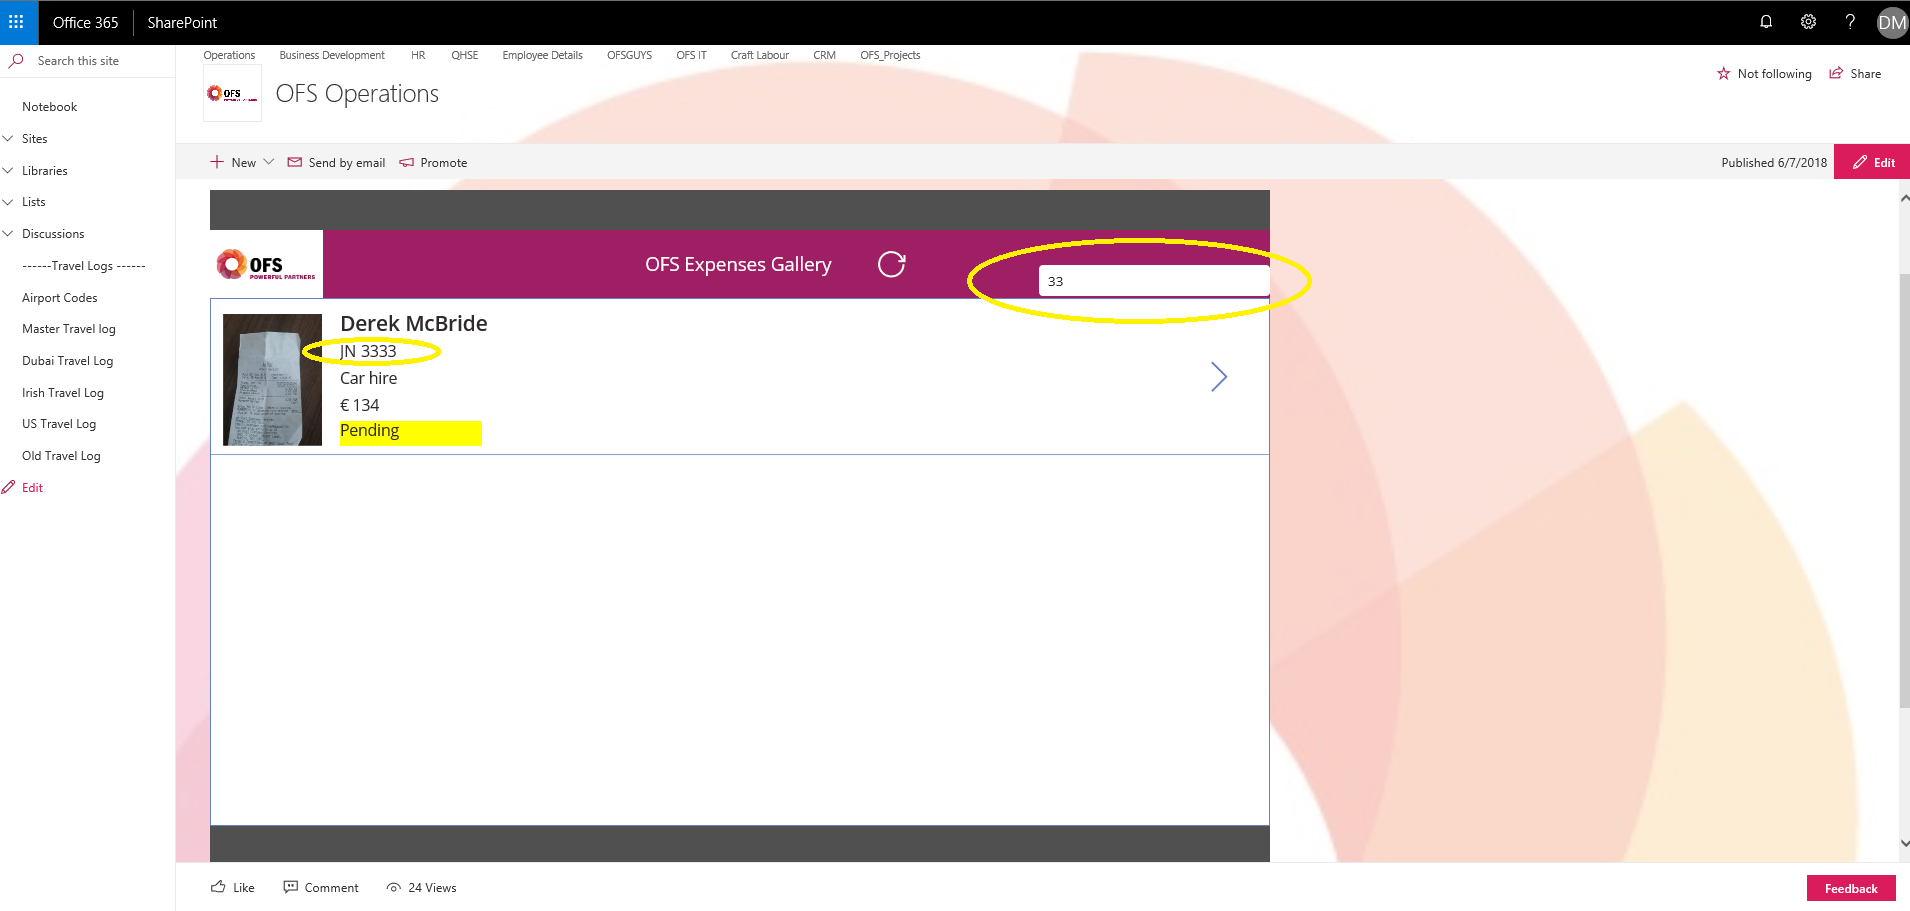 Office 365
SharePoint
DM
Search this site
Notebook
Sites
Libraries
Lists
Discussions
------Travel Logs ------
Airport Codes
Master Travel log
Dubai Travel Log
Irish Travel Log
US Travel Log
Old Travel Log
Edit
Operations Business Development HR QHSE Employee Details OFSGUYS OFS IT Craft Labour CRM OFS_Projects
OFS
OFS Operations
Not following Share
New Send by email Promote
Published 6/7/2018 Edit
OFS
POWERFUL PARTNERS
OFS Expenses Gallery
33
Derek McBride
JN 3333
Car hire
€ 134
Pending
Like Comment 24 Views
Feedback